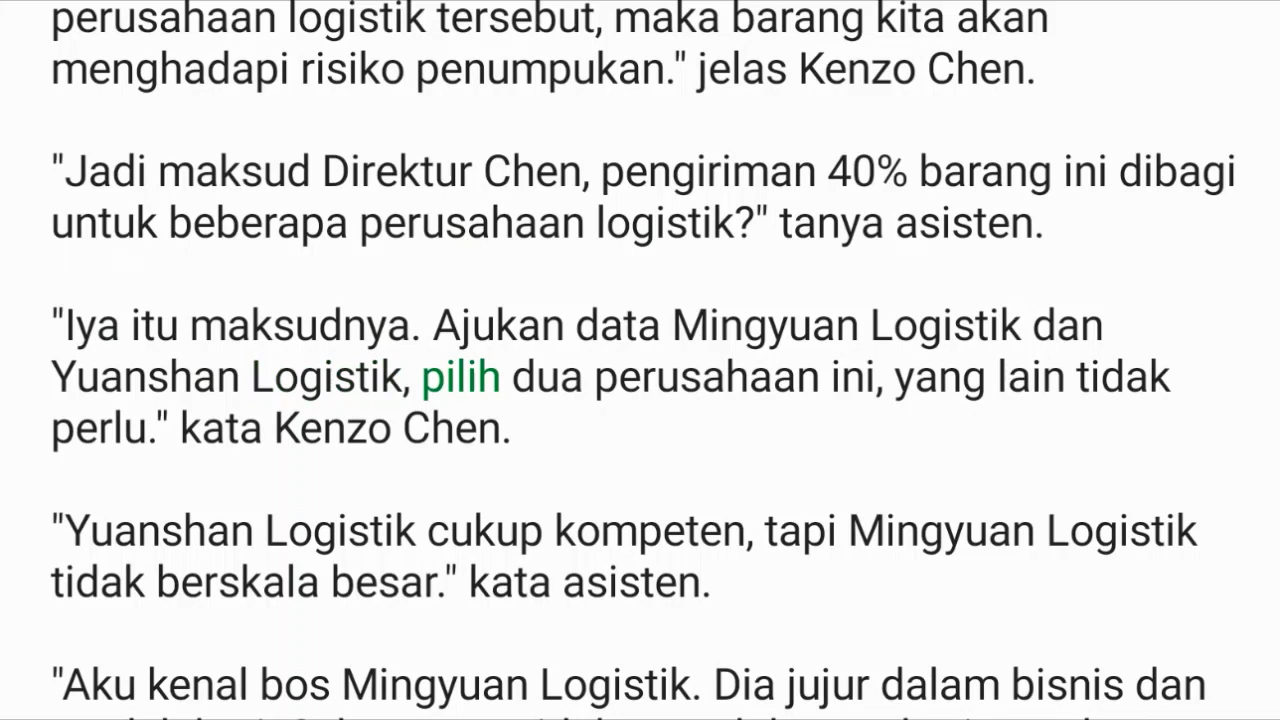 perusahaan logistik tersebut, maka barang kita akan
menghadapi risiko penumpukan." jelas Kenzo Chen.
"Jadi maksud Direktur Chen, pengiriman 40% barang ini dibagi
untuk beberapa perusahaan logistik?" tanya asisten.
"Iya itu maksudnya. Ajukan data Mingyuan Logistik dan
Yuanshan Logistik, pilih dua perusahaan ini, yang lain tidak
perlu." kata Kenzo Chen.
"Yuanshan Logistik cukup kompeten, tapi Mingyuan Logistik
tidak berskala besar." kata asisten.
"Aku kenal bos Mingyuan Logistik. Dia jujur dalam bisnis dan